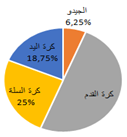 الجيدو
6,25%
كرة اليد
18,75%
كرة القدم
كرة السلة
25%